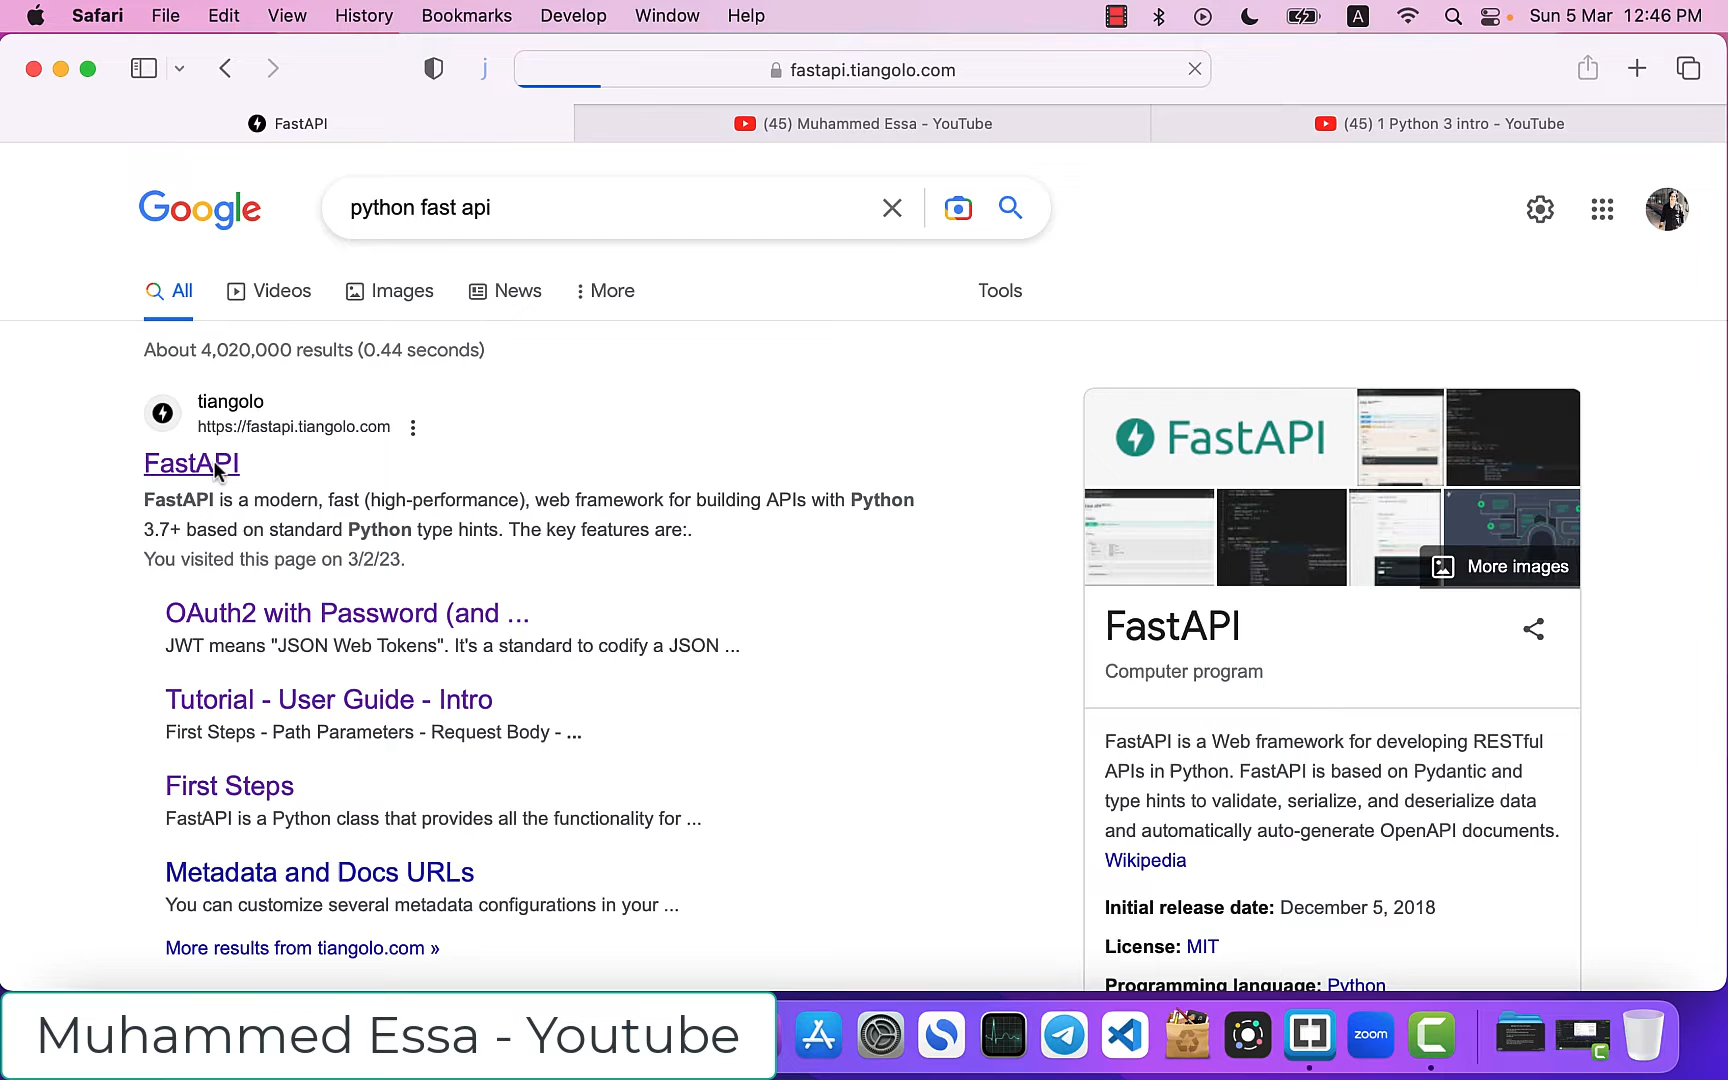 Safari File Edit View History Bookmarks Develop Window Help A Sun 5 Mar 12:46 PM
j fastapi.tiangolo.com
FastAPI (45) Muhammed Essa - YouTube (45) 1 Python 3 intro - YouTube
Google python fast api
All Videos Images News More Tools
About 4,020,000 results (0.44 seconds)
tiangolo
https://fastapi.tiangolo.com
FastAPI
FastAPI is a modern, fast (high-performance), web framework for building APIs with Python
3.7+ based on standard Python type hints. The key features are:.
You visited this page on 3/2/23.
OAuth2 with Password (and ...
JWT means "JSON Web Tokens". It's a standard to codify a JSON ...
Tutorial - User Guide - Intro
First Steps - Path Parameters - Request Body - ...
First Steps
FastAPI is a Python class that provides all the functionality for ...
Metadata and Docs URLs
You can customize several metadata configurations in your ...
More results from tiangolo.com »
FastAPI
More images
FastAPI
Computer program
FastAPI is a Web framework for developing RESTful
APIs in Python. FastAPI is based on Pydantic and
type hints to validate, serialize, and deserialize data
and automatically auto-generate OpenAPI documents.
Wikipedia
Initial release date: December 5, 2018
License: MIT
Programming language: Python
Muhammed Essa - Youtube
zoom